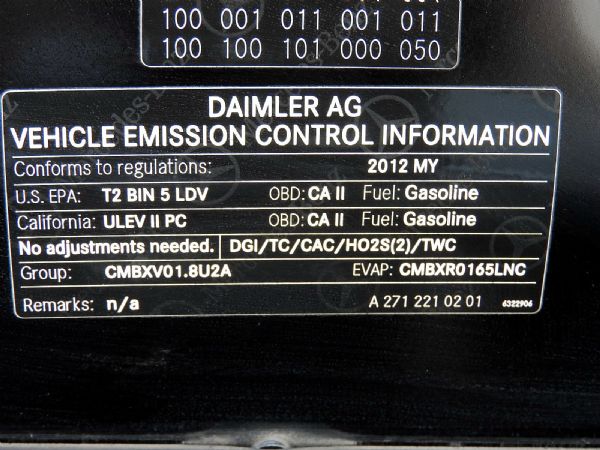 100 001 011 001 011
100 100 101 000 050
DAIMLER AG
VEHICLE EMISSION CONTROL INFORMATION
Conforms to regulations: 2012 MY
U.S. EPA: T2 BIN 5 LDV OBD: CA II Fuel: Gasoline
California: ULEV II PC OBD: CA II Fuel: Gasoline
No adjustments needed. DGI/TC/CAC/HO2S(2)/TWC
Group: CMBXV01.8U2A EVAP: CMBXR0165LNC
Remarks: n/a A 271 221 02 01 6322906